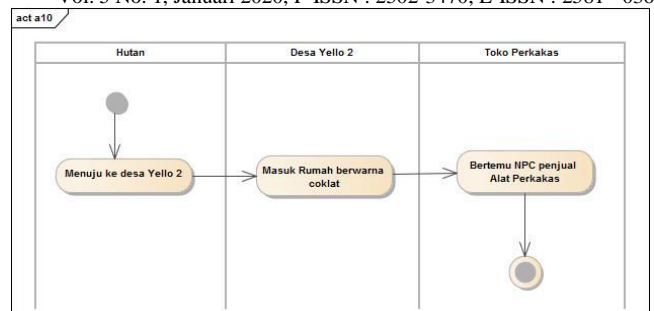 act a10
Hutan
Desa Yello 2
Toko Perkakas
Menuju ke desa Yello 2
Masuk Rumah berwarna
coklat
Bertemu NPC penjual
Alat Perkakas